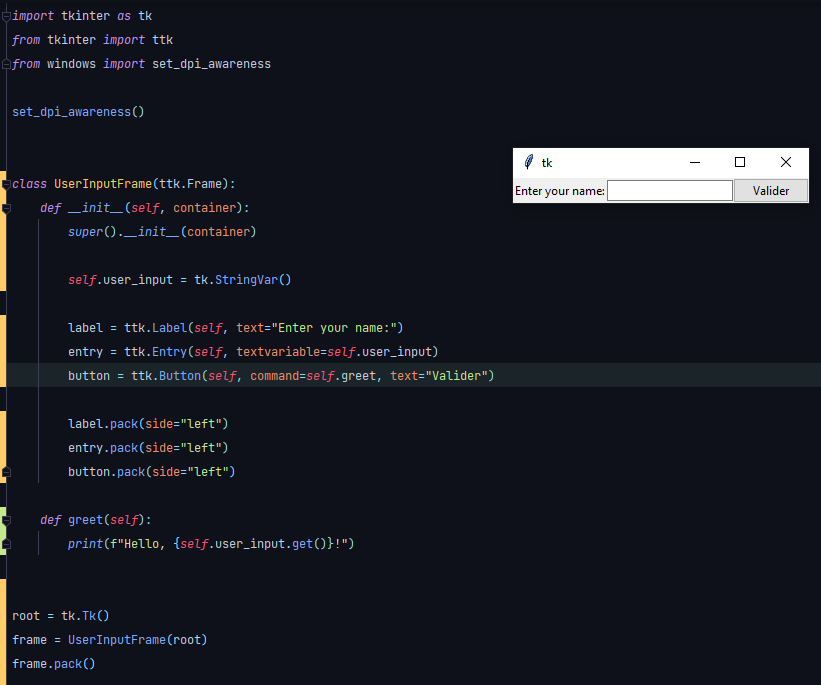 import tkinter as tk
from tkinter import ttk
from windows import set_dpi_awareness
set_dpi_awareness()
class UserInputFrame(ttk.Frame):
    def __init__(self, container):
        super().__init__(container)
        self.user_input = tk.StringVar()
        label = ttk.Label(self, text="Enter your name:")
        entry = ttk.Entry(self, textvariable=self.user_input)
        button = ttk.Button(self, command=self.greet, text="Valider")
        label.pack(side="left")
        entry.pack(side="left")
        button.pack(side="left")
    def greet(self):
        print(f"Hello, {self.user_input.get()}!")
root = tk.Tk()
frame = UserInputFrame(root)
frame.pack()
tk
Enter your name: Valider